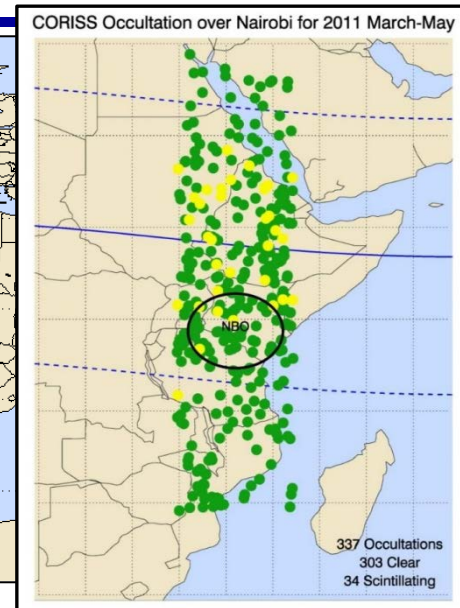 CORISS Occultation over Nairobi for 2011 March-May
NBO
337 Occultations
303 Clear
34 Scintillating